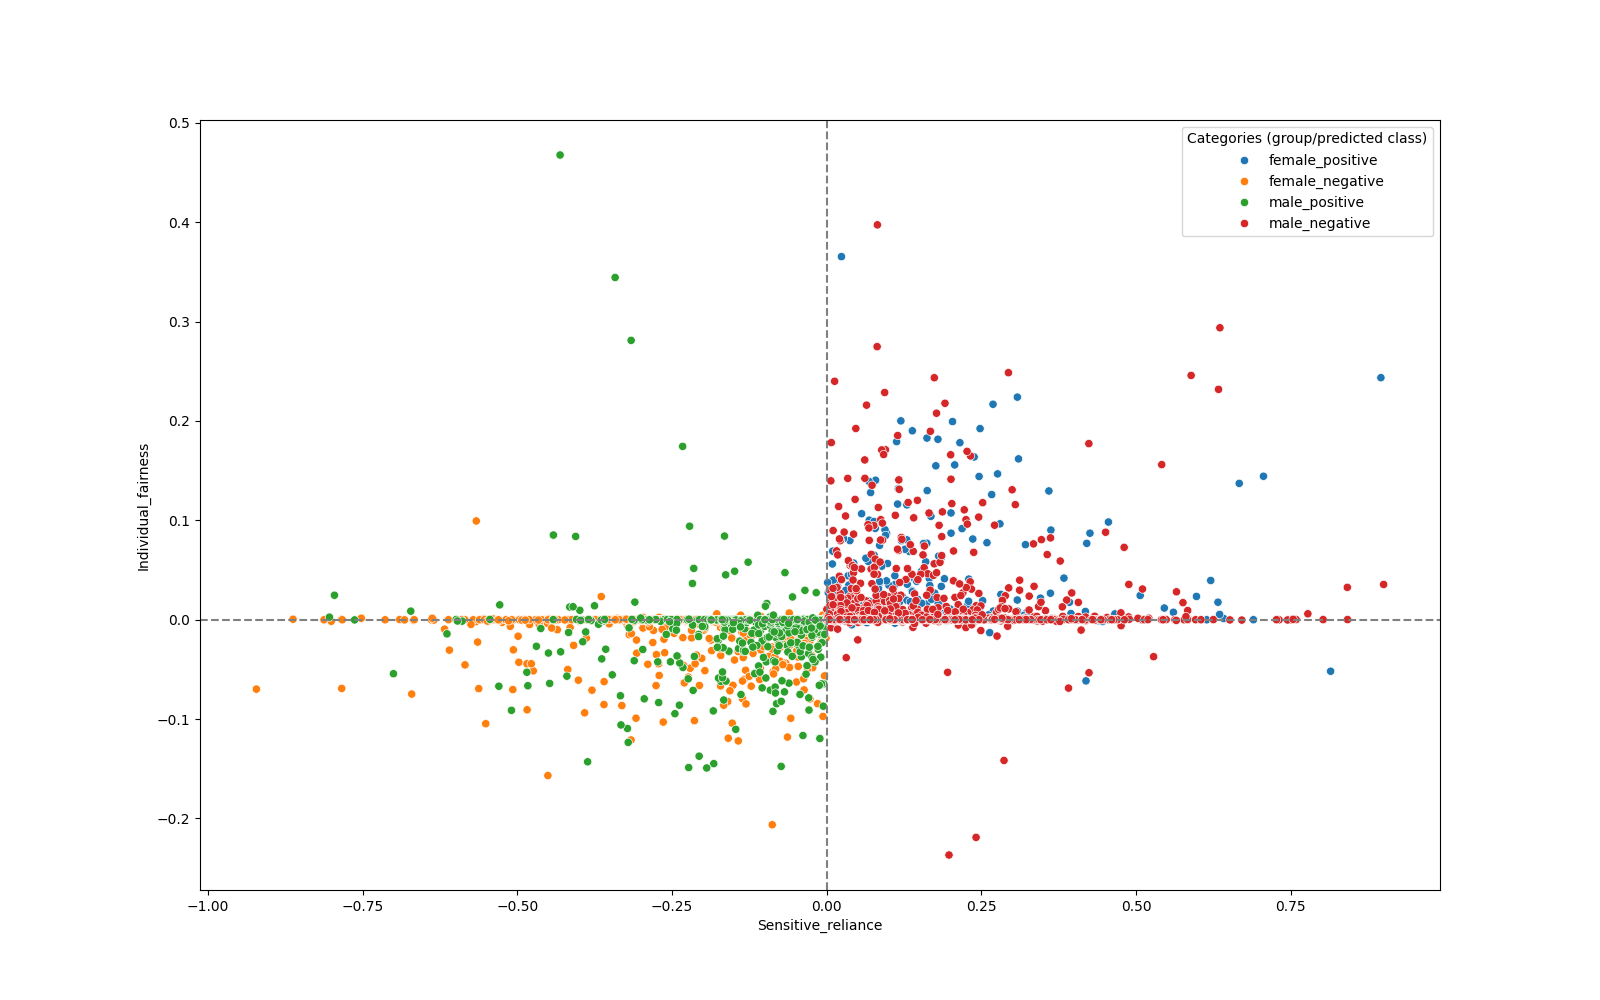 0.5
0.4
0.3
0.2
0.1
0.0
−0.1
−0.2
Individual_fairness
Categories (group/predicted class)
female_positive
female_negative
male_positive
male_negative
−1.00 −0.75 −0.50 −0.25 0.00 0.25 0.50 0.75
Sensitive_reliance